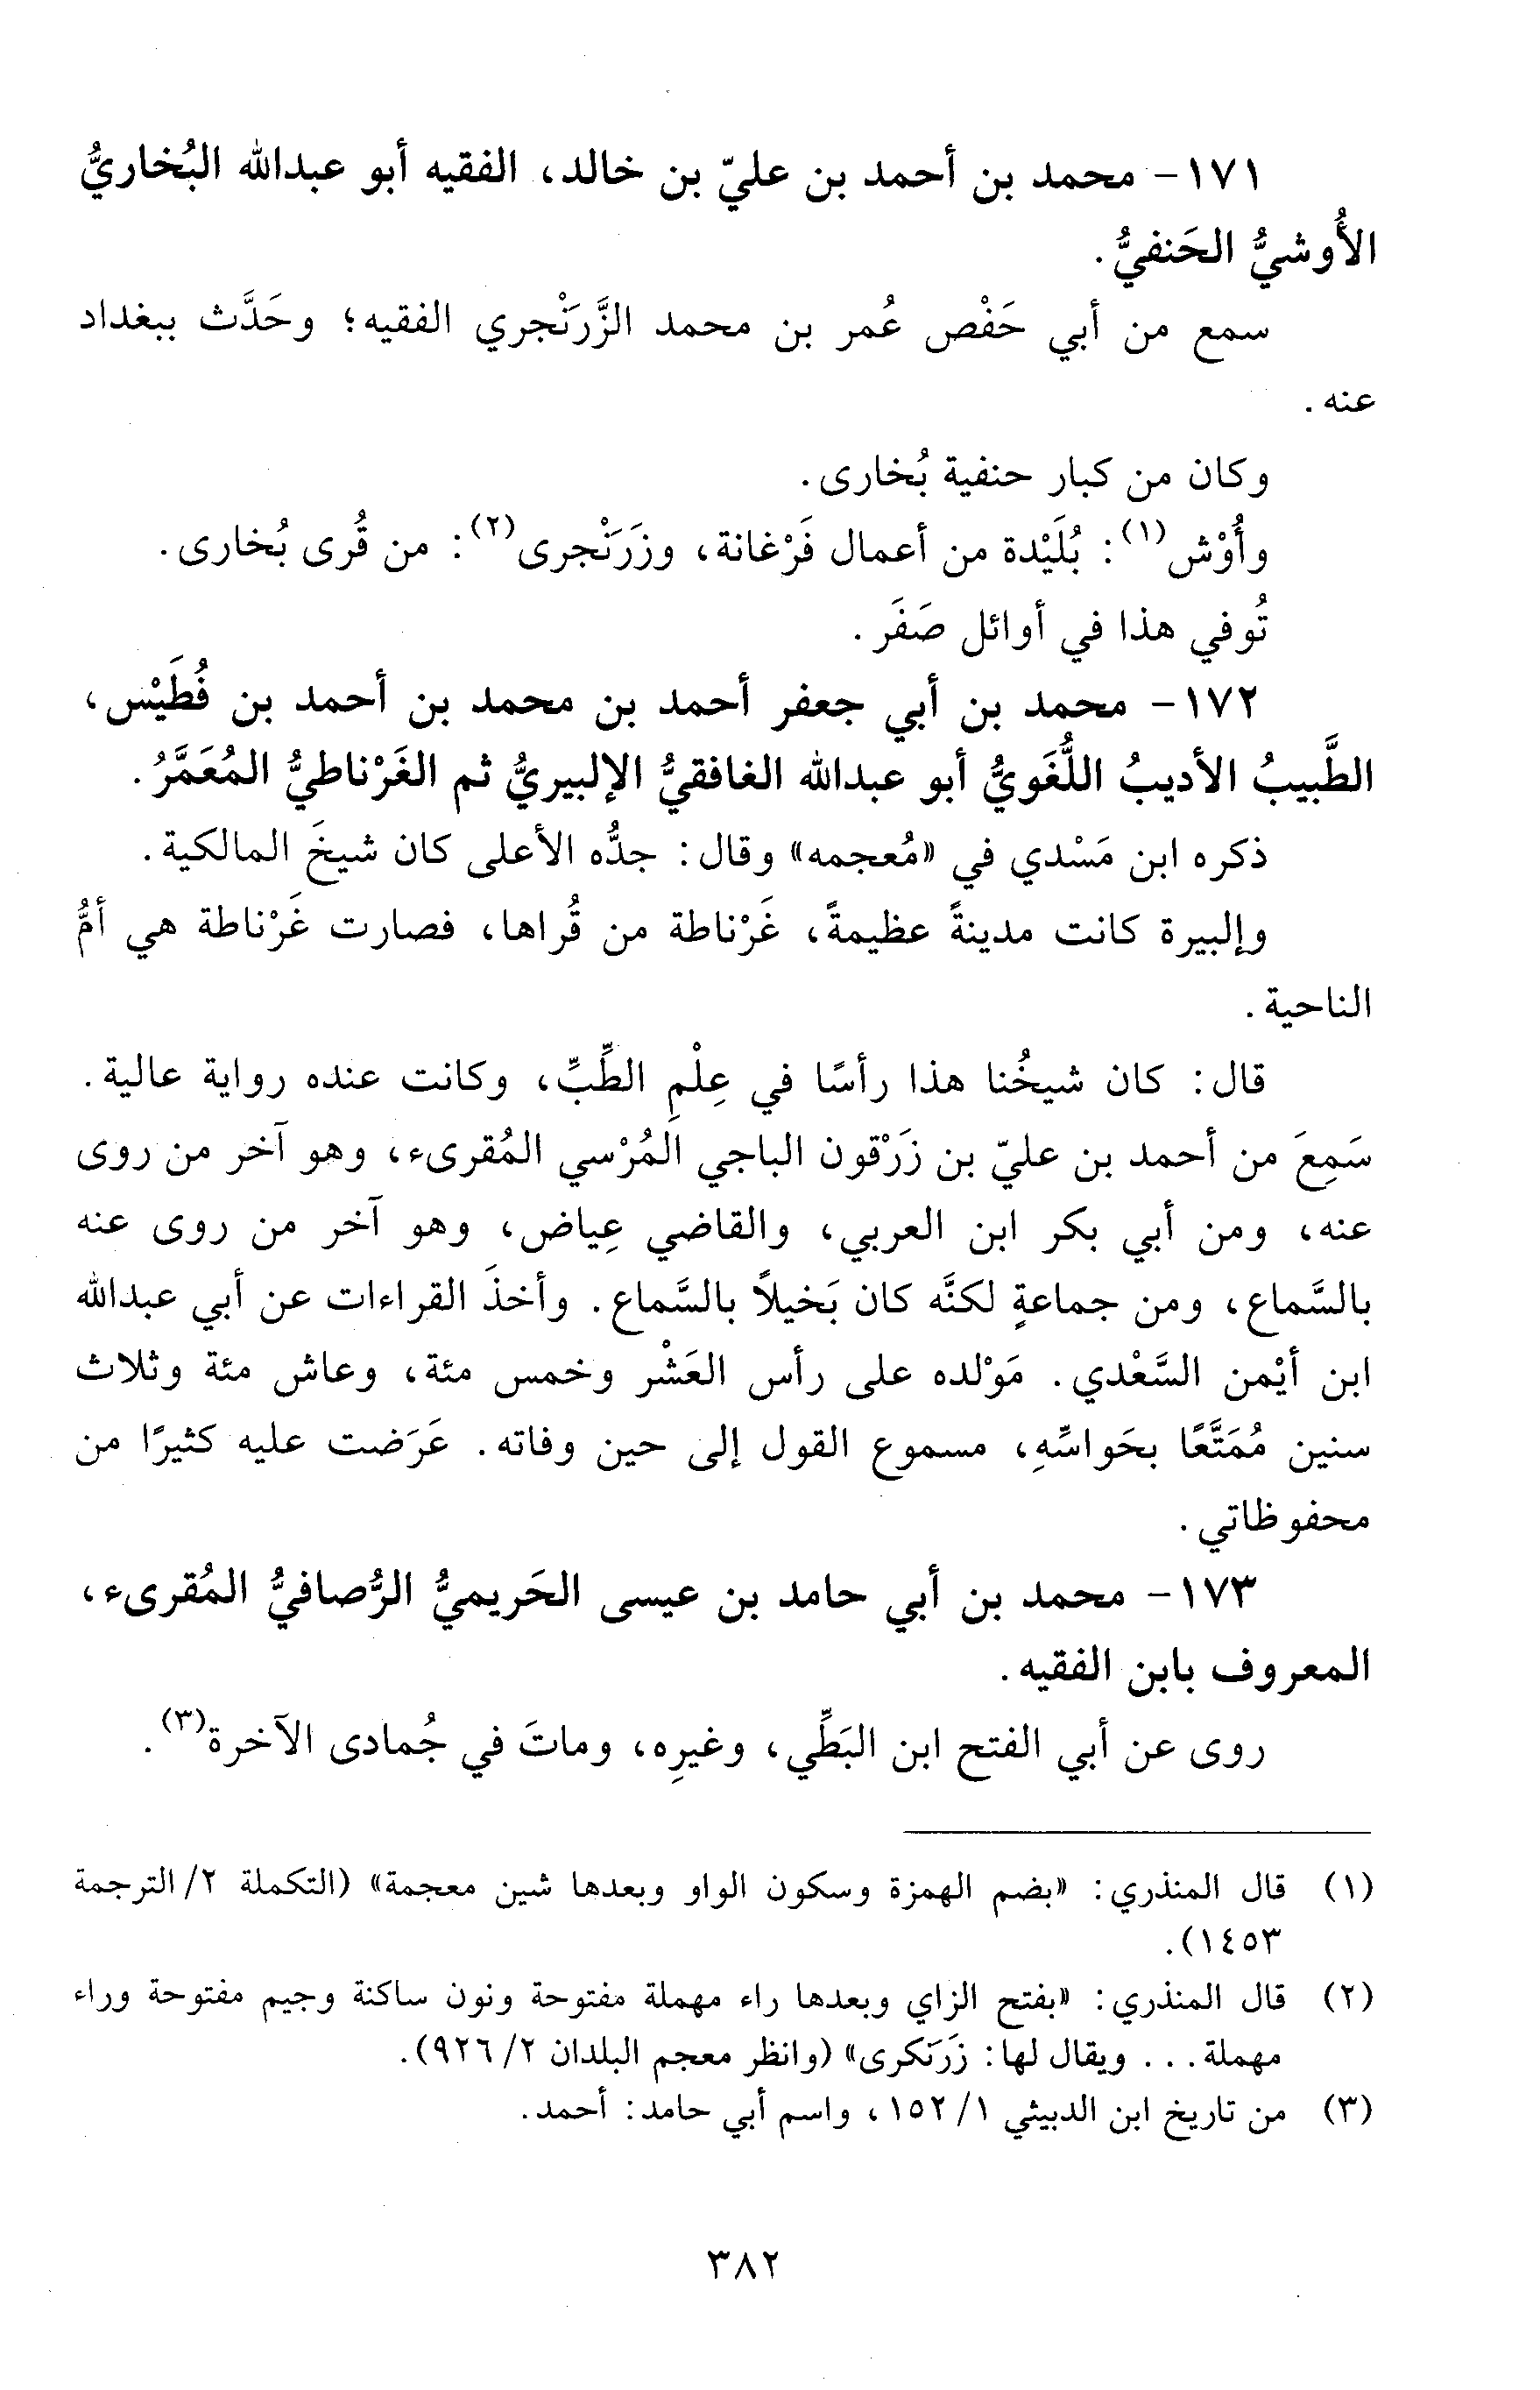 ١٧١- محمد بن أحمد بن عليّ بن خالد، الفقيه أبو عبدالله البُخاريُّ
الأُوشيُّ الحَنفيُّ.
سمع من أبي حَفْص عُمر بن محمد الزَّرَنْجري الفقيه؛ وحَدَّث ببغداد
عنه.
وكان من كبار حنفية بُخارى.
وأُوْش(١): بُلَيْدة من أعمال فَرْغانة، وزَرَنْجرى(٢): من قُرى بُخارى.
تُوفي هذا في أوائل صَفَر.
١٧٢- محمد بن أبي جعفر أحمد بن محمد بن أحمد بن فُطَيْس،
الطَّبيبُ الأديبُ اللُّغَويُّ أبو عبدالله الغافقيُّ الإلبيريُّ ثم الغَرْناطيُّ المُعَمَّرُ.
ذكره ابن مَسْدي في «مُعجمه» وقال: جدُّه الأعلى كان شيخَ المالكية.
وإلبيرة كانت مدينةً عظيمةً، غَرْناطة من قُراها، فصارت غَرْناطة هي أمُّ
الناحية.
قال: كان شيخُنا هذا رأسًا في عِلْمِ الطِّبِّ، وكانت عنده رواية عالية.
سَمِعَ من أحمد بن عليّ بن زَرْقون الباجي المُرْسي المُقرىء، وهو آخر من روى
عنه، ومن أبي بكر ابن العربي، والقاضي عِياض، وهو آخر من روى عنه
بالسَّماع، ومن جماعةٍ لكنَّه كان بَخيلاً بالسَّماع. وأخذَ القراءات عن أبي عبدالله
ابن أيْمن السَّعْدي. مَوْلده على رأس العَشْر وخمس مئة، وعاش مئة وثلاث
سنين مُمَتَّعًا بحَواسِّهِ، مسموع القول إلى حين وفاته. عَرَضت عليه كثيرًا من
محفوظاتي.
١٧٣- محمد بن أبي حامد بن عيسى الحَريميُّ الرُّصافيُّ المُقرىء،
المعروف بابن الفقيه.
روى عن أبي الفتح ابن البَطِّي، وغيرِه، وماتَ في جُمادى الآخرة(٣).
(١) قال المنذري: «بضم الهمزة وسكون الواو وبعدها شين معجمة» (التكملة ٢/ الترجمة
١٤٥٣).
(٢) قال المنذري: «بفتح الزاي وبعدها راء مهملة مفتوحة ونون ساكنة وجيم مفتوحة وراء
مهملة... ويقال لها: زَرَنكرى» (وانظر معجم البلدان ٢/ ٩٢٦).
(٣) من تاريخ ابن الدبيثي ١/ ١٥٢، واسم أبي حامد: أحمد.
٣٨٢